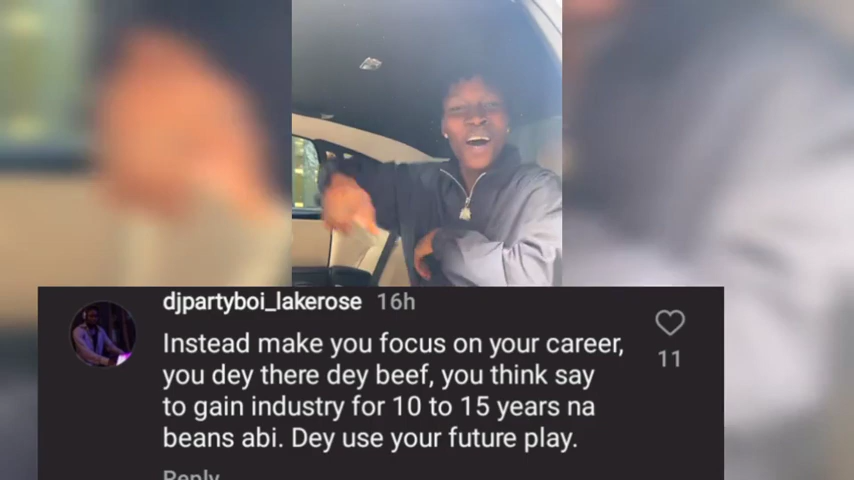 djpartyboi_lakerose 16h
Instead make you focus on your career,
you dey there dey beef, you think say
to gain industry for 10 to 15 years na
beans abi. Dey use your future play.
11
Reply